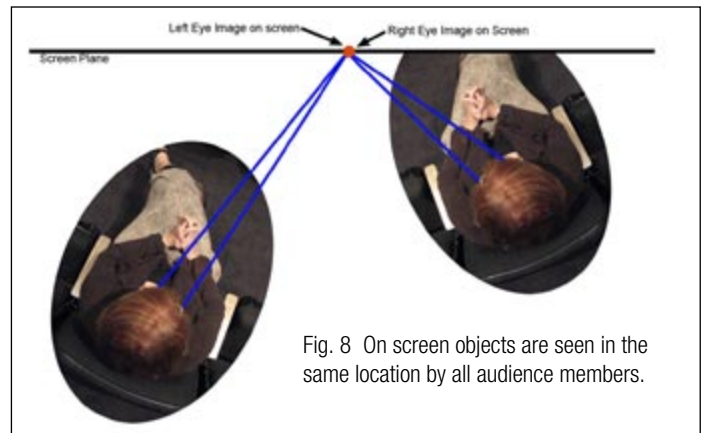 Left Eye Image on screen
Right Eye Image on Screen
Screen Plane
Fig. 8 On screen objects are seen in the
same location by all audience members.